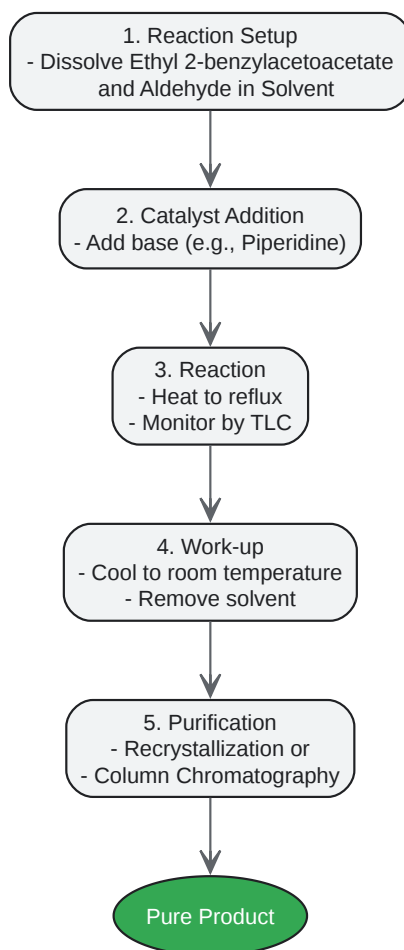 1. Reaction Setup
- Dissolve Ethyl 2-benzylacetoacetate
and Aldehyde in Solvent
2. Catalyst Addition
- Add base (e.g., Piperidine)
3. Reaction
- Heat to reflux
- Monitor by TLC
4. Work-up
- Cool to room temperature
- Remove solvent
5. Purification
- Recrystallization or
- Column Chromatography
Pure Product